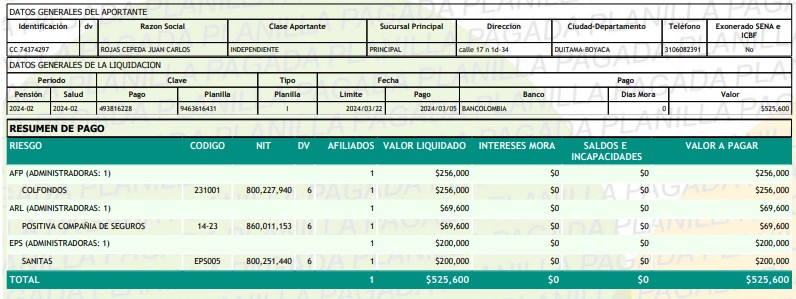 DATOS GENERALES DEL APORTANTE
Identificación dv Razon Social Clase Aportante Sucursal Principal Direccion Ciudad-Departamento Teléfono Exonerado SENA e ICBF
CC 74374297 ROJAS CEPEDA JUAN CARLOS INDEPENDIENTE PRINCIPAL calle 17 n 1d-34 DUITAMA-BOYACA 3106082391 No
DATOS GENERALES DE LA LIQUIDACION
Periodo Clave Tipo Fecha Pago
Pensión Salud Pago Planilla Planilla Limite Pago Banco Dias Mora Valor
2024-02 2024-02 493816228 9463616431 I 2024/03/22 2024/03/05 BANCOLOMBIA 0 $525,600
RESUMEN DE PAGO
RIESGO CODIGO NIT DV AFILIADOS VALOR LIQUIDADO INTERESES MORA SALDOS E INCAPACIDADES VALOR A PAGAR
AFP (ADMINISTRADORAS: 1) 1 $256,000 $0 $0 $256,000
COLFONDOS 231001 800,227,940 6 1 $256,000 $0 $0 $256,000
ARL (ADMINISTRADORAS: 1) 1 $69,600 $0 $0 $69,600
POSITIVA COMPAÑIA DE SEGUROS 14-23 860,011,153 6 1 $69,600 $0 $0 $69,600
EPS (ADMINISTRADORAS: 1) 1 $200,000 $0 $0 $200,000
SANITAS EPS005 800,251,440 6 1 $200,000 $0 $0 $200,000
TOTAL 1 $525,600 $0 $0 $525,600
PLANILLA PAGADA